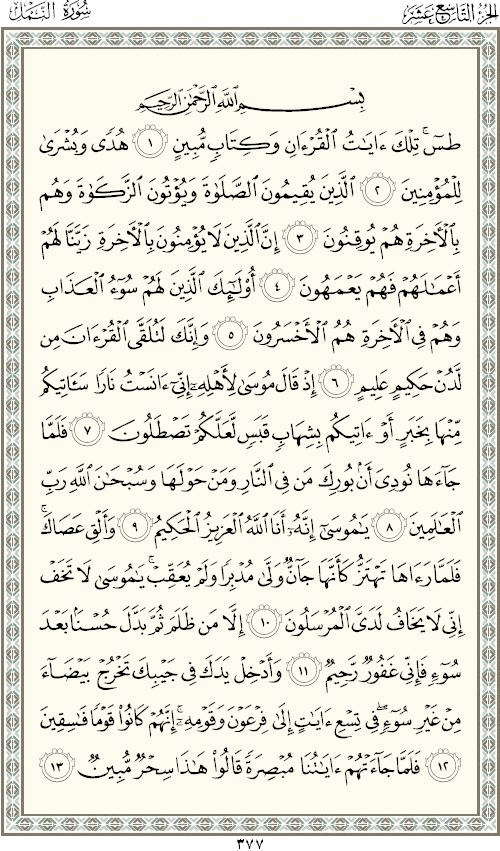 الجزء التاسع عشر
سورة النمل
بِسْمِ ٱللَّهِ ٱلرَّحْمَٰنِ ٱلرَّحِيمِ
طسٓ ۚ تِلْكَ ءَايَٰتُ ٱلْقُرْءَانِ وَكِتَابٍ مُّبِينٍ ١ هُدًى وَبُشْرَىٰ
لِلْمُؤْمِنِينَ ٢ ٱلَّذِينَ يُقِيمُونَ ٱلصَّلَوٰةَ وَيُؤْتُونَ ٱلزَّكَوٰةَ وَهُم
بِٱلْءَاخِرَةِ هُمْ يُوقِنُونَ ٣ إِنَّ ٱلَّذِينَ لَا يُؤْمِنُونَ بِٱلْءَاخِرَةِ زَيَّنَّا لَهُمْ
أَعْمَٰلَهُمْ فَهُمْ يَعْمَهُونَ ٤ أُو۟لَٰٓئِكَ ٱلَّذِينَ لَهُمْ سُوٓءُ ٱلْعَذَابِ
وَهُمْ فِى ٱلْءَاخِرَةِ هُمُ ٱلْأَخْسَرُونَ ٥ وَإِنَّكَ لَتُلَقَّى ٱلْقُرْءَانَ مِن
لَّدُنْ حَكِيمٍ عَلِيمٍ ٦ إِذْ قَالَ مُوسَىٰ لِأَهْلِهِۦٓ إِنِّىٓ ءَانَسْتُ نَارًا سَـَٔاتِيكُم
مِّنْهَا بِخَبَرٍ أَوْ ءَاتِيكُم بِشِهَابٍ قَبَسٍ لَّعَلَّكُمْ تَصْطَلُونَ ٧ فَلَمَّا
جَآءَهَا نُودِىَ أَنۢ بُورِكَ مَن فِى ٱلنَّارِ وَمَنْ حَوْلَهَا وَسُبْحَٰنَ ٱللَّهِ رَبِّ
ٱلْعَٰلَمِينَ ٨ يَٰمُوسَىٰٓ إِنَّهُۥٓ أَنَا ٱللَّهُ ٱلْعَزِيزُ ٱلْحَكِيمُ ٩ وَأَلْقِ عَصَاكَ ۚ
فَلَمَّا رَءَاهَا تَهْتَزُّ كَأَنَّهَا جَآنٌّ وَلَّىٰ مُدْبِرًا وَلَمْ يُعَقِّبْ ۚ يَٰمُوسَىٰ لَا تَخَفْ
إِنِّى لَا يَخَافُ لَدَىَّ ٱلْمُرْسَلُونَ ١٠ إِلَّا مَن ظَلَمَ ثُمَّ بَدَّلَ حُسْنًۢا بَعْدَ
سُوٓءٍ فَإِنِّى غَفُورٌ رَّحِيمٌ ١١ وَأَدْخِلْ يَدَكَ فِى جَيْبِكَ تَخْرُجْ بَيْضَآءَ
مِنْ غَيْرِ سُوٓءٍ ۖ فِى تِسْعِ ءَايَٰتٍ إِلَىٰ فِرْعَوْنَ وَقَوْمِهِۦٓ ۚ إِنَّهُمْ كَانُوا۟ قَوْمًا فَٰسِقِينَ
١٢ فَلَمَّا جَآءَتْهُمْ ءَايَٰتُنَا مُبْصِرَةً قَالُوا۟ هَٰذَا سِحْرٌ مُّبِينٌ ١٣
٣٧٧